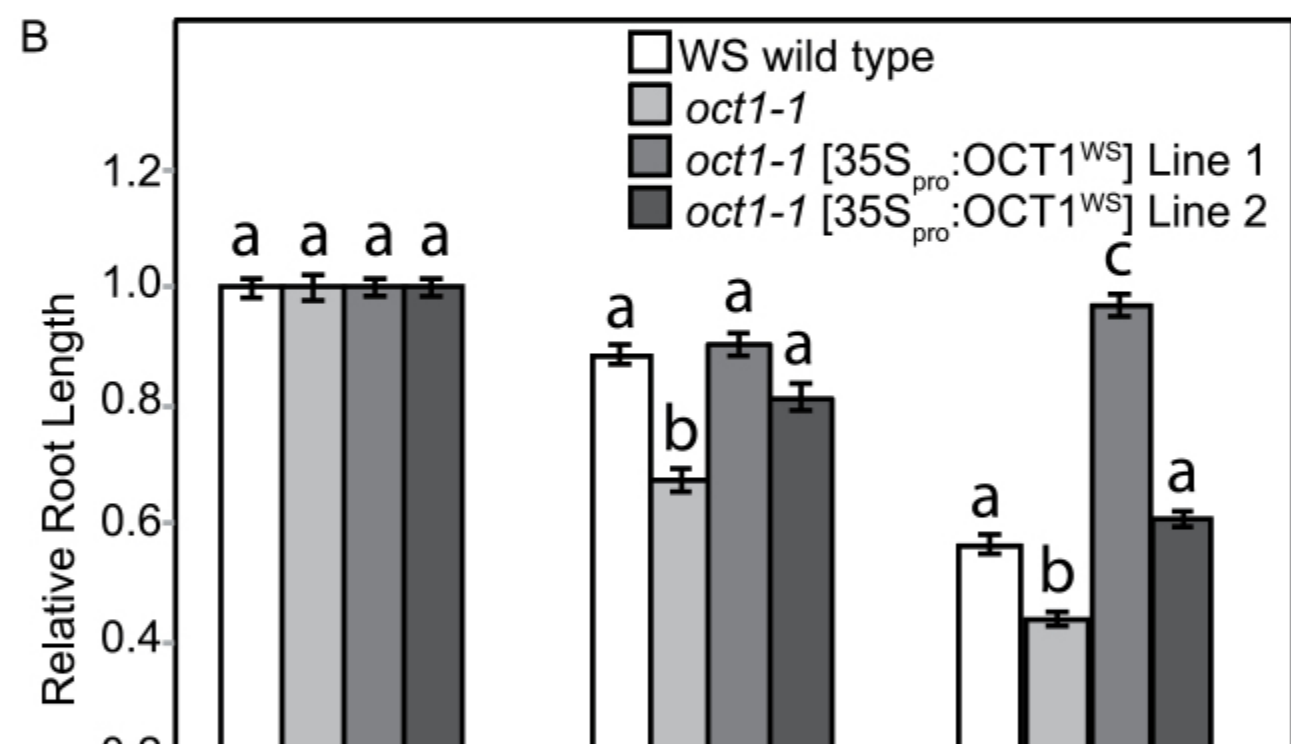 B
WS wild type
oct1-1
oct1-1 [35Spro:OCT1WS] Line 1
oct1-1 [35Spro:OCT1WS] Line 2
Relative Root Length
1.2
1.0
0.8
0.6
0.4
a a a a
a b a a
a b c a